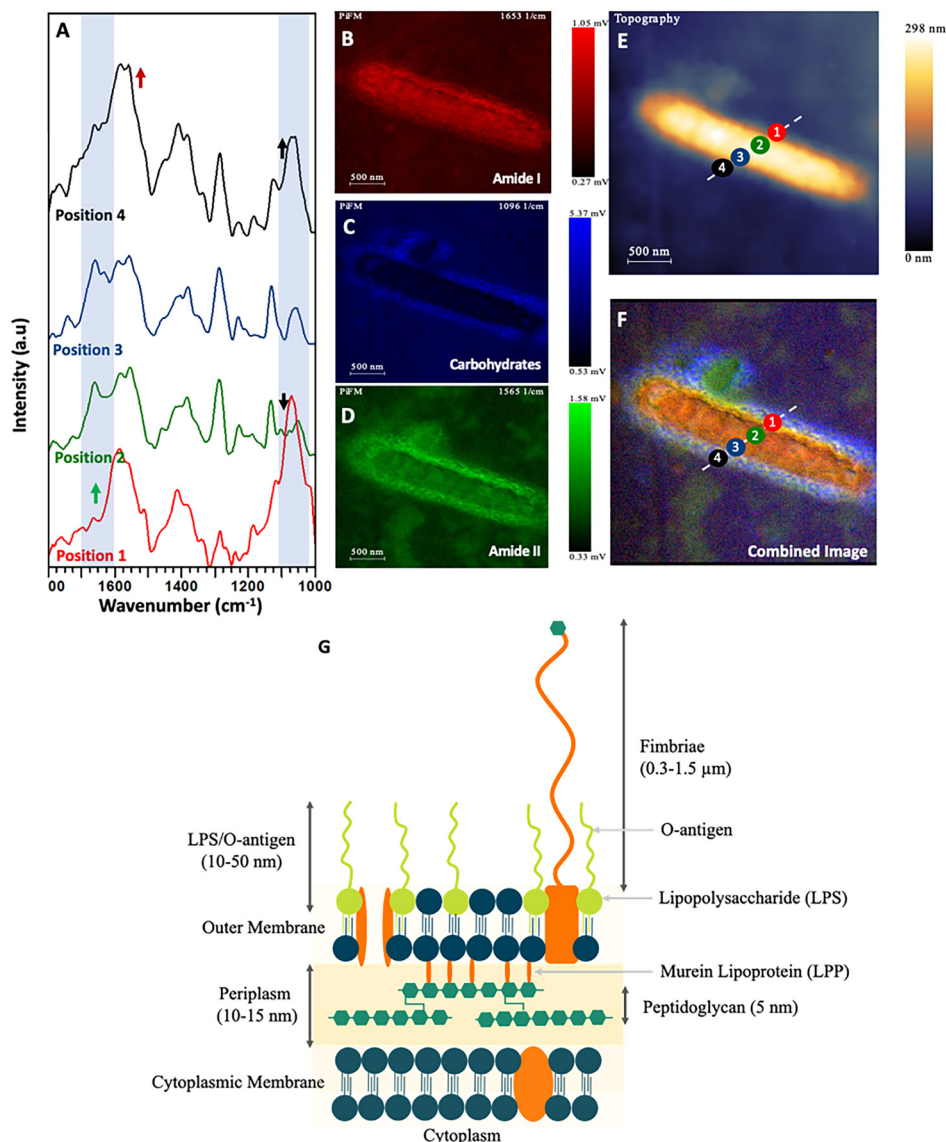 A
Position 4
Position 3
Position 2
Position 1
Intensity (a.u)
00 1600 1400 1200 1000
Wavenumber (cm⁻¹)
B
PiFM
1653 1/cm
500 nm
Amide I
1.05 mV
0.27 mV
C
PiFM
1096 1/cm
500 nm
Carbohydrates
5.37 mV
0.53 mV
D
PiFM
1565 1/cm
500 nm
Amide II
1.58 mV
0.33 mV
Topography
E
1
2
3
4
500 nm
298 nm
0 nm
F
1
2
3
4
Combined Image
G
Fimbriae
(0.3-1.5 µm)
LPS/O-antigen
(10-50 nm)
O-antigen
Lipopolysaccharide (LPS)
Outer Membrane
Murein Lipoprotein (LPP)
Periplasm
(10-15 nm)
Peptidoglycan (5 nm)
Cytoplasmic Membrane
Cytoplasm